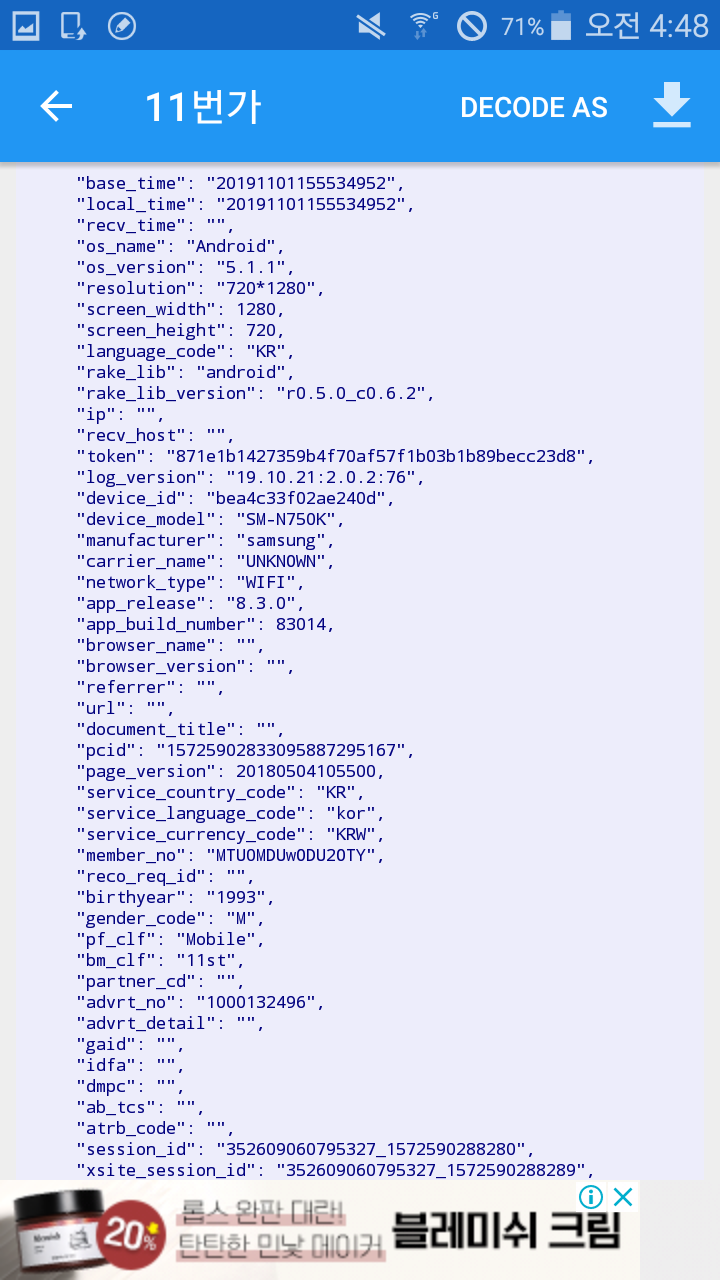 71% 오전 4:48
11번가 DECODE AS
"base_time": "20191101155534952",
"local_time": "20191101155534952",
"recv_time": "",
"os_name": "Android",
"os_version": "5.1.1",
"resolution": "720*1280",
"screen_width": 1280,
"screen_height": 720,
"language_code": "KR",
"rake_lib": "android",
"rake_lib_version": "r0.5.0_c0.6.2",
"ip": "",
"recv_host": "",
"token": "871e1b1427359b4f70af57f1b03b1b89becc23d8",
"log_version": "19.10.21:2.0.2:76",
"device_id": "bea4c33f02ae240d",
"device_model": "SM-N750K",
"manufacturer": "samsung",
"carrier_name": "UNKNOWN",
"network_type": "WIFI",
"app_release": "8.3.0",
"app_build_number": 83014,
"browser_name": "",
"browser_version": "",
"referrer": "",
"url": "",
"document_title": "",
"pcid": "15725902833095887295167",
"page_version": 20180504105500,
"service_country_code": "KR",
"service_language_code": "kor",
"service_currency_code": "KRW",
"member_no": "MTU0MDUwODU2OTY",
"reco_req_id": "",
"birthyear": "1993",
"gender_code": "M",
"pf_clf": "Mobile",
"bm_clf": "11st",
"partner_cd": "",
"advrt_no": "1000132496",
"advrt_detail": "",
"gaid": "",
"idfa": "",
"dmpc": "",
"ab_tcs": "",
"atrb_code": "",
"session_id": "352609060795327_1572590288280",
"xsite_session_id": "352609060795327_1572590288289",
20%
롭스 완판 대란!
탄탄한 민낯 메이커
블레미쉬 크림